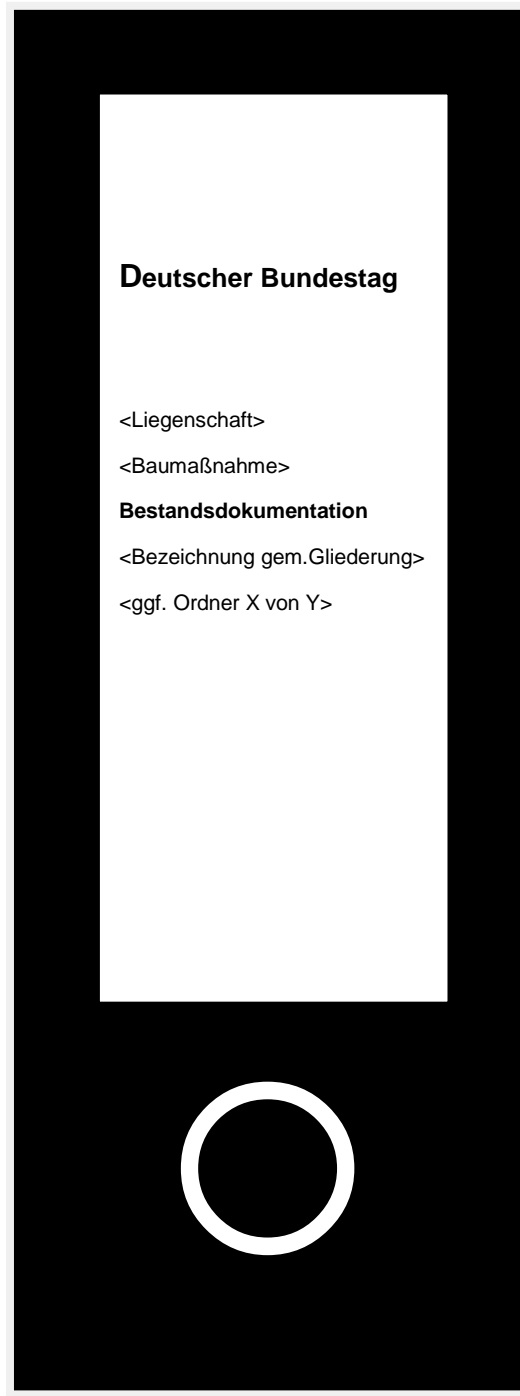 Deutscher Bundestag
<Liegenschaft>
<Baumaßnahme>
Bestandsdokumentation
<Bezeichnung gem.Gliederung>
<ggf. Ordner X von Y>